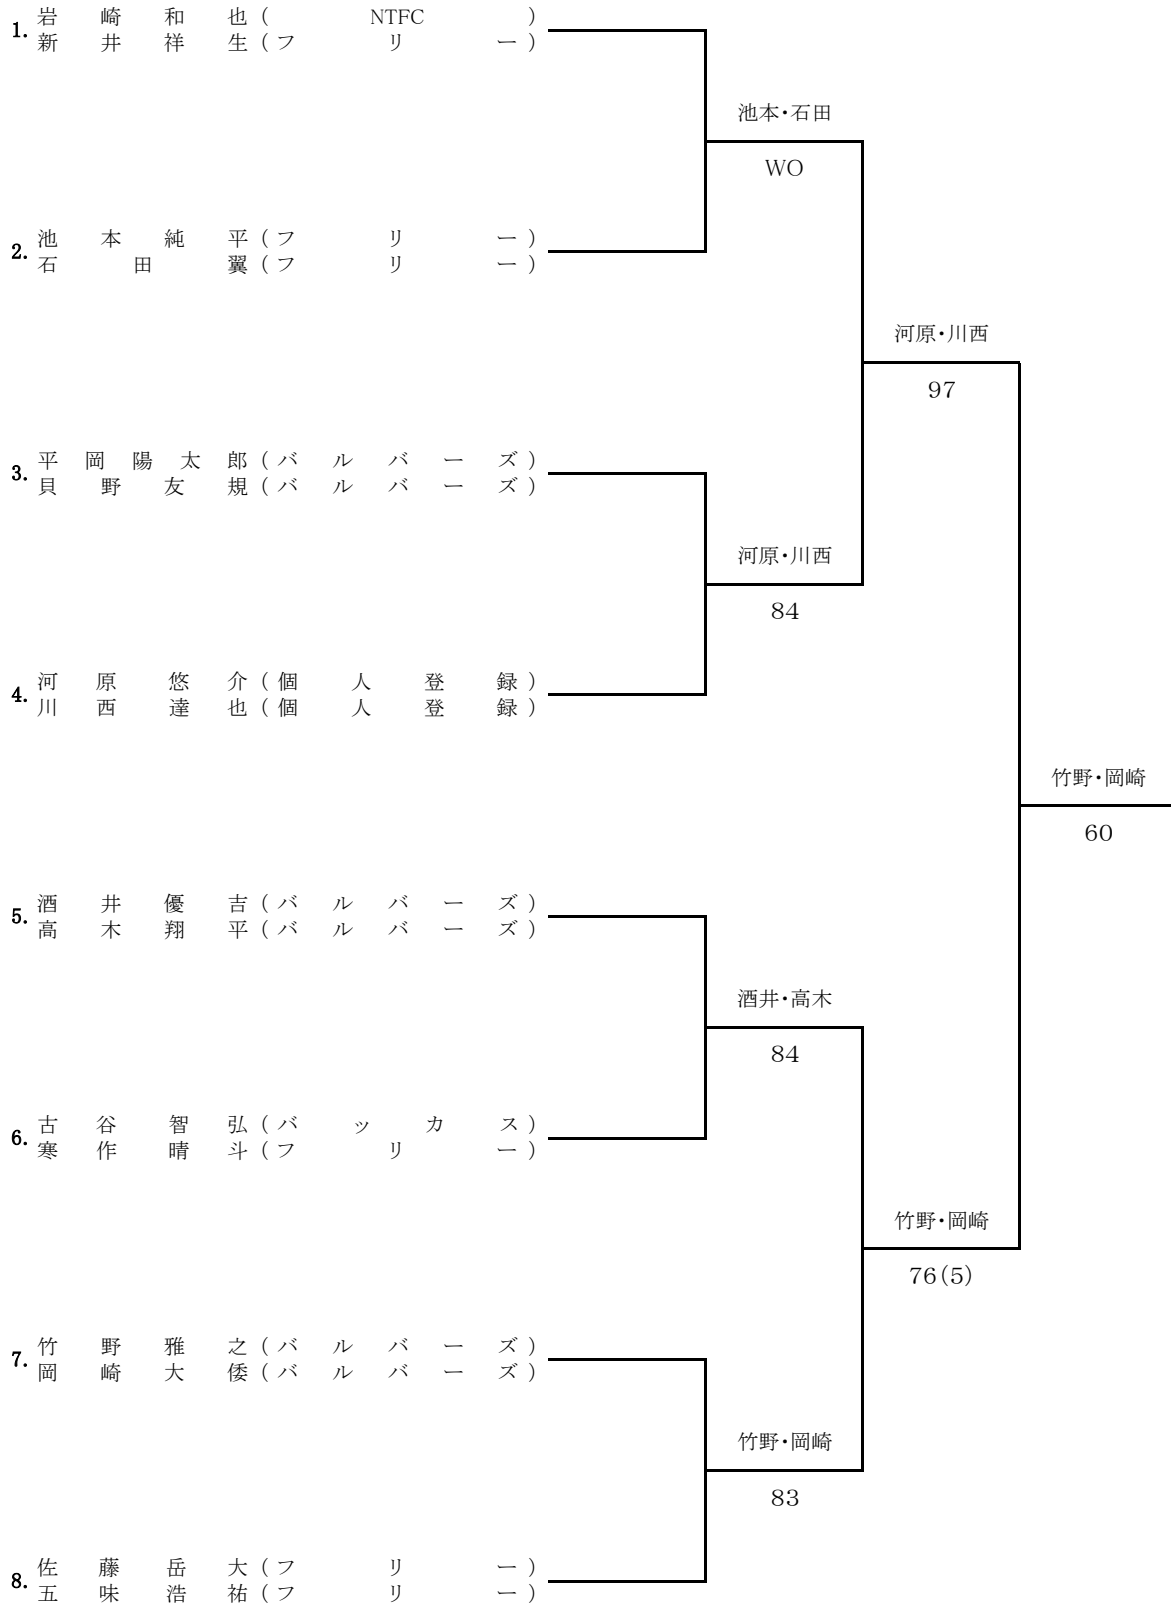 1. 岩崎和也(NTFC)
新井祥生(フリー)
池本・石田
WO
2. 池本純平(フリー)
石田翼(フリー)
河原・川西
97
3. 平岡陽太郎(バルバーズ)
貝野友規(バルバーズ)
河原・川西
84
4. 河原悠介(個人登録)
川西達也(個人登録)
竹野・岡崎
60
5. 酒井優吉(バルバーズ)
高木翔平(バルバーズ)
酒井・高木
84
6. 古谷智弘(バッカス)
寒作晴斗(フリー)
竹野・岡崎
76(5)
7. 竹野雅之(バルバーズ)
岡崎大倭(バルバーズ)
竹野・岡崎
83
8. 佐藤岳大(フリー)
五味浩祐(フリー)